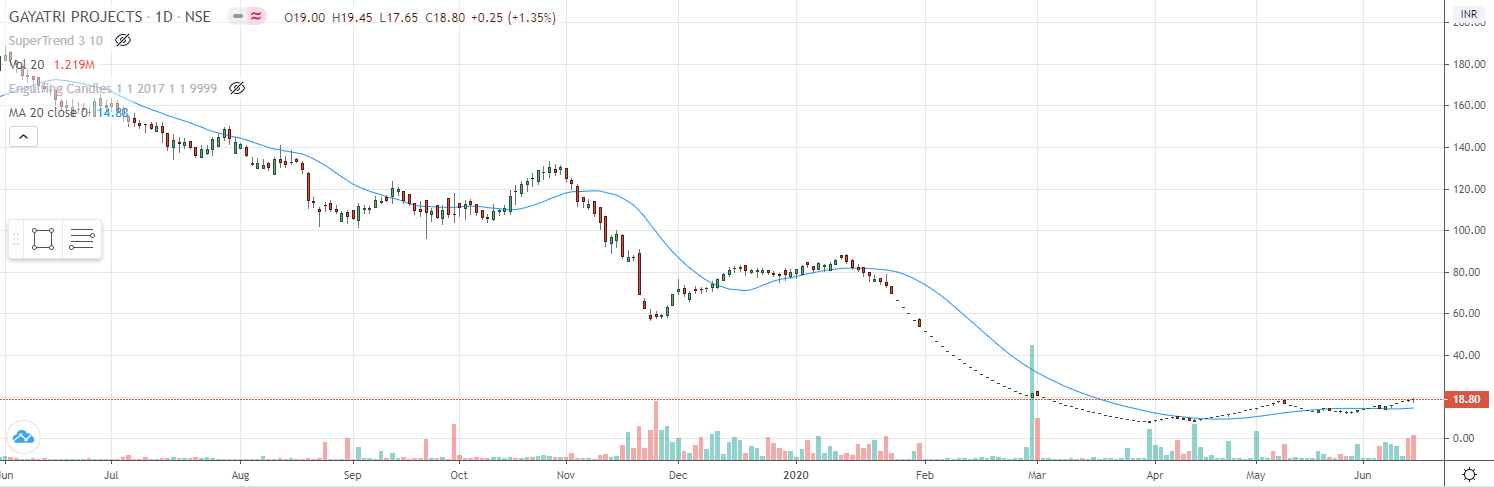 GAYATRI PROJECTS · 1D · NSE O19.00 H19.45 L17.65 C18.80 +0.25 (+1.35%)
INR
200.00
SuperTrend 3 10
Vol 20 1.219M
Engulfing Candles 1 1 2017 1 1 9999
MA 20 close 0 14.88
180.00
160.00
140.00
120.00
100.00
80.00
60.00
40.00
18.80
0.00
Jun Jul Aug Sep Oct Nov Dec 2020 Feb Mar Apr May Jun